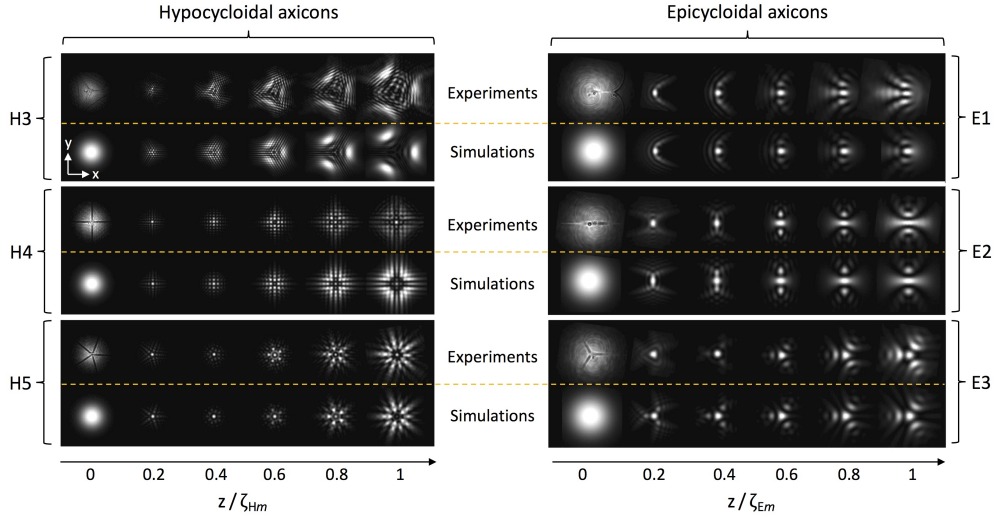 Hypocycloidal axicons
Epicycloidal axicons
H3
Experiments
E1
y
x
Simulations
H4
Experiments
E2
Simulations
H5
Experiments
E3
Simulations
0 0.2 0.4 0.6 0.8 1
0 0.2 0.4 0.6 0.8 1
z / ζHm
z / ζEm